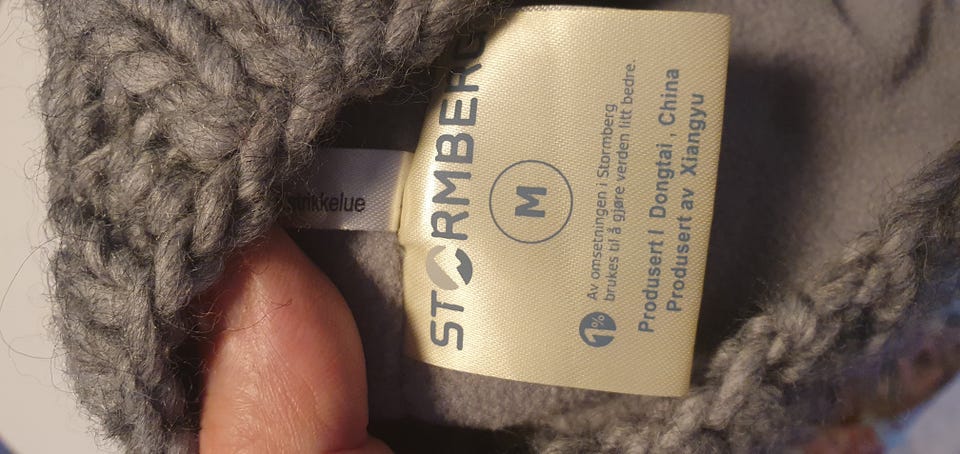 STORMBERG
M
1%
Av omsetningen i Stormberg
brukes til å gjøre verden litt bedre.
Produsert I Dongtai , China
Produsert av Xiangyu
strikkelue